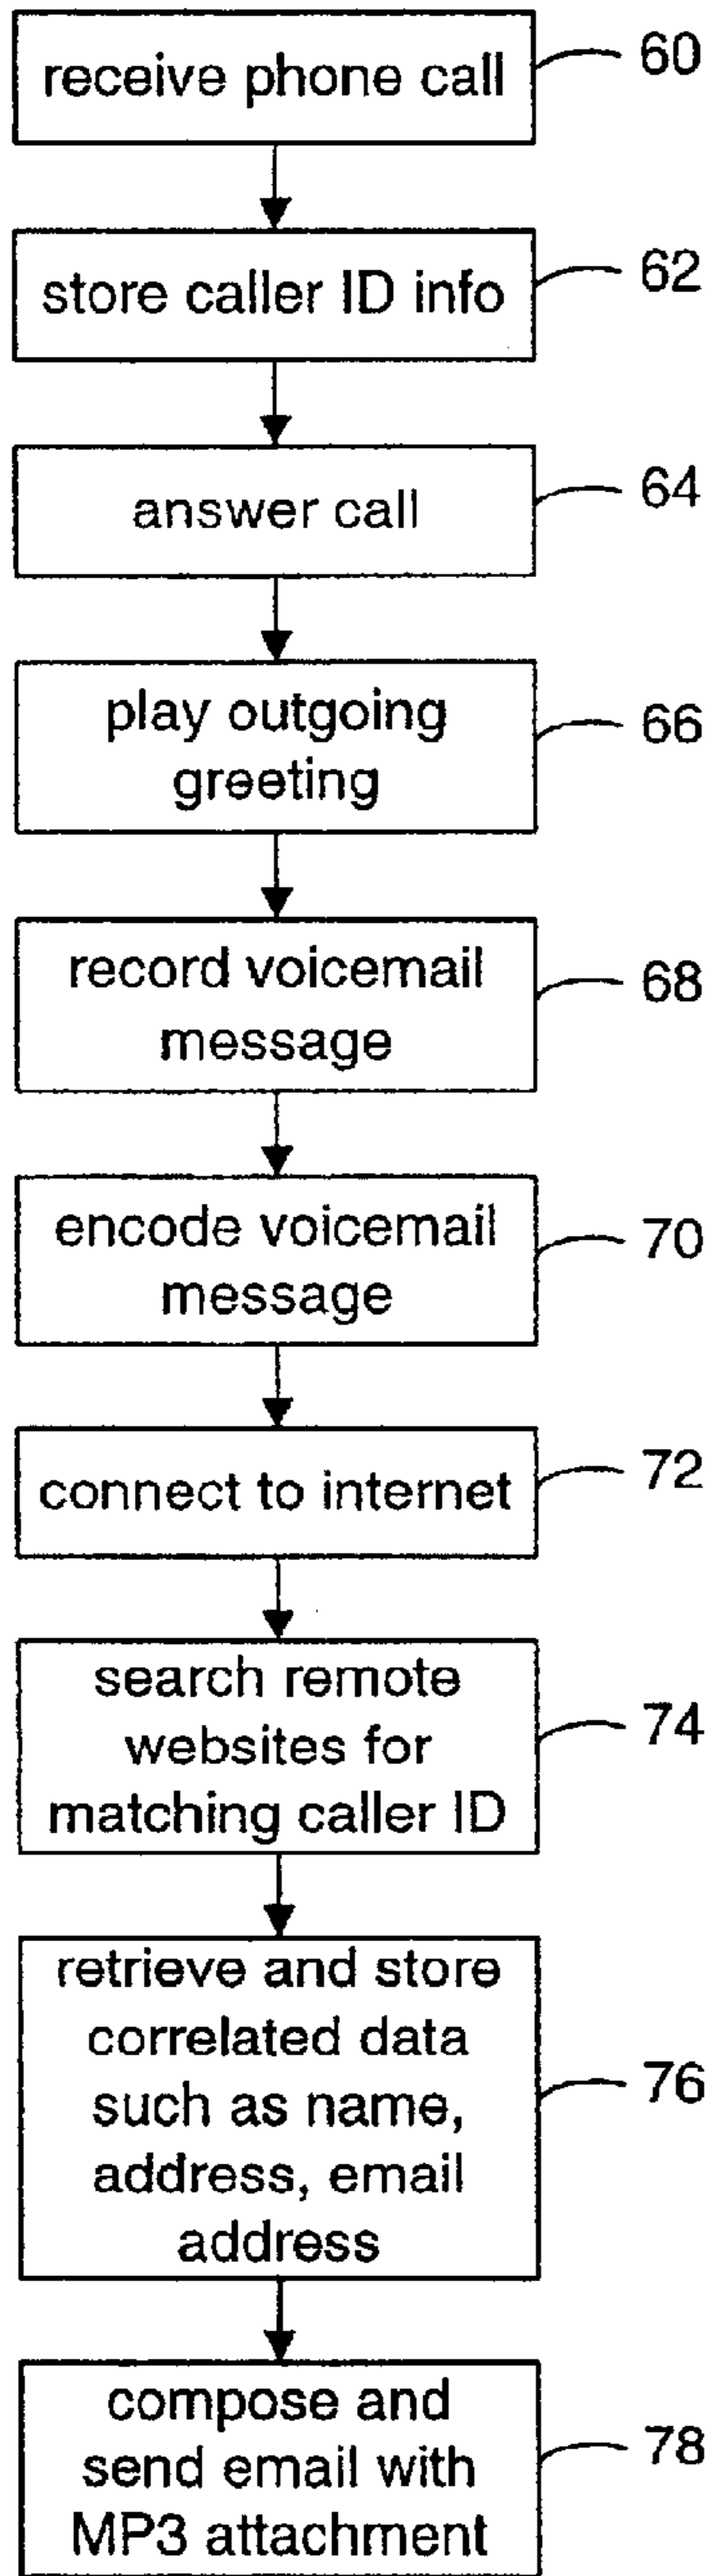 receive phone call
60
store caller ID info
62
answer call
64
play outgoing
greeting
66
record voicemail
message
68
encode voicemail
message
70
connect to internet
72
search remote
websites for
matching caller ID
74
retrieve and store
correlated data
such as name,
address, email
address
76
compose and
send email with
MP3 attachment
78